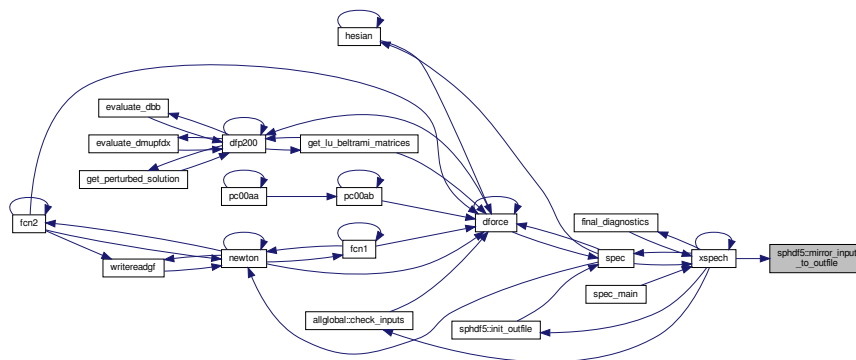 hesian
evaluate_dbb
evaluate_dmupfdx
dfp200
get_lu_beltrami_matrices
get_perturbed_solution
pc00aa
pc00ab
final_diagnostics
fcn2
dforce
fcn1
newton
spec
xspech
sphdf5::mirror_input
_to_outfile
writereadgf
spec_main
allglobal::check_inputs
sphdf5::init_outfile